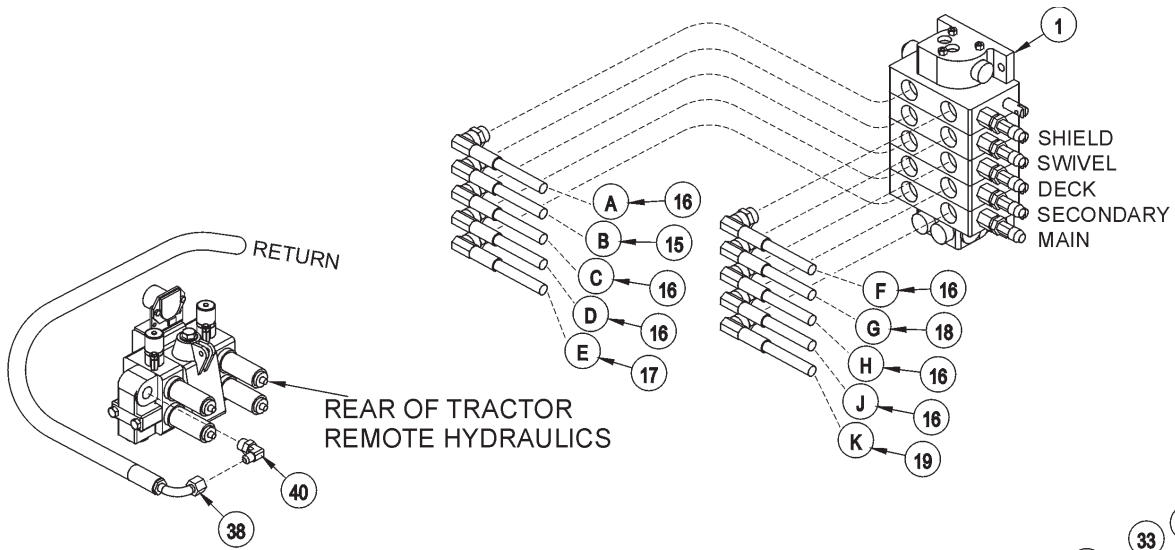 1
SHIELD
SWIVEL
DECK
SECONDARY
MAIN
A 16
B 15
C 16
D 16
E 17
F 16
G 18
H 16
J 16
K 19
RETURN
REAR OF TRACTOR
REMOTE HYDRAULICS
40
38
33